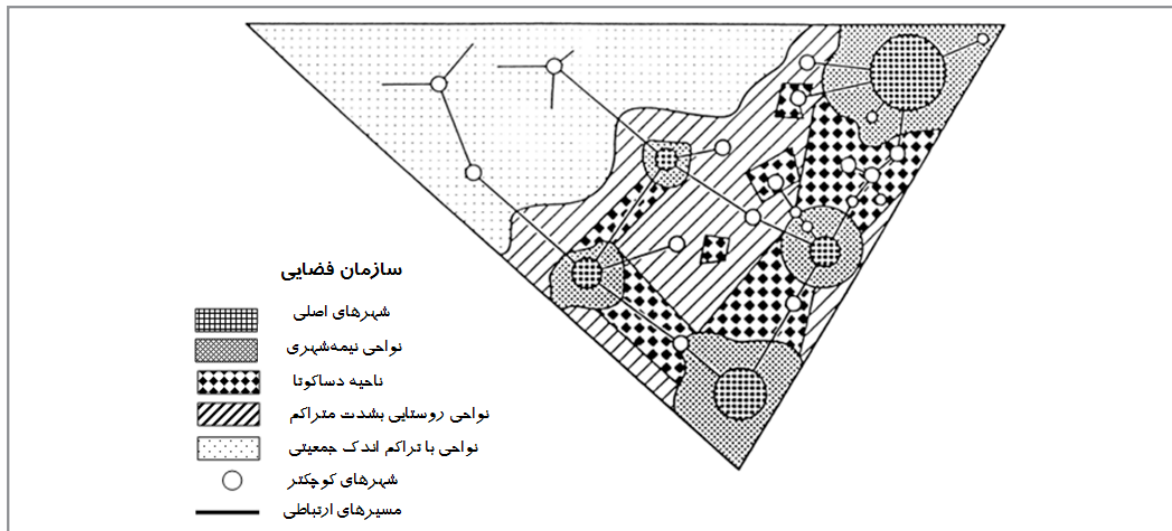 سازمان فضایی
شهرهای اصلی
نواحی نیمه‌شهری
ناحیه دساکوتا
نواحی روستایی بشدت متراکم
نواحی با تراکم اندک جمعیتی
شهرهای کوچکتر
مسیرهای ارتباطی